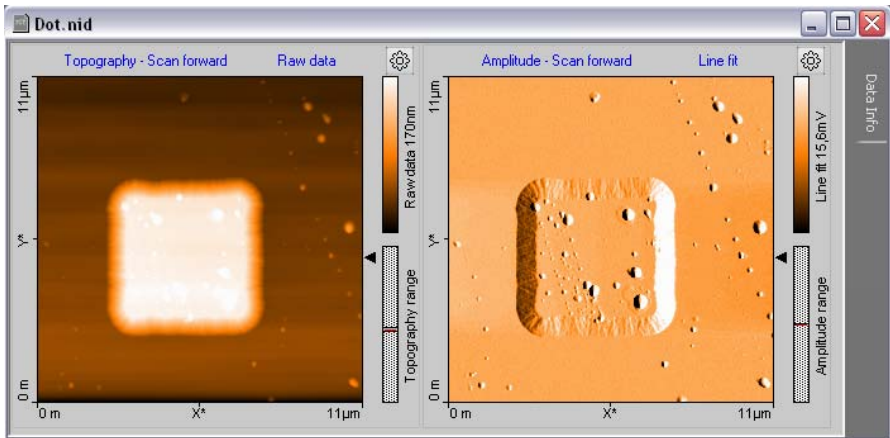 Dot.nid
Topography - Scan forward Raw data
11µm
Y*
0 m
0 m X* 11µm
Raw data 170nm
Topography range
Amplitude - Scan forward Line fit
11µm
Y*
0 m
0 m X* 11µm
Line fit 15,6mV
Amplitude range
Data Info